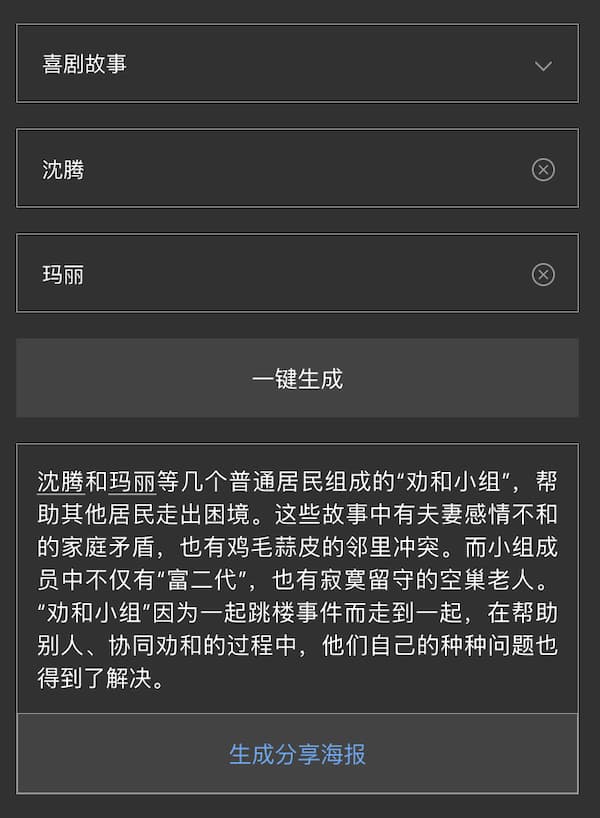 喜剧故事
沈腾
玛丽
一键生成
沈腾和玛丽等几个普通居民组成的“劝和小组”，帮
助其他居民走出困境。这些故事中有夫妻感情不和
的家庭矛盾，也有鸡毛蒜皮的邻里冲突。而小组成
员中不仅有“富二代”，也有寂寞留守的空巢老人。
“劝和小组”因为一起跳楼事件而走到一起，在帮助
别人、协同劝和的过程中，他们自己的种种问题也
得到了解决。
生成分享海报